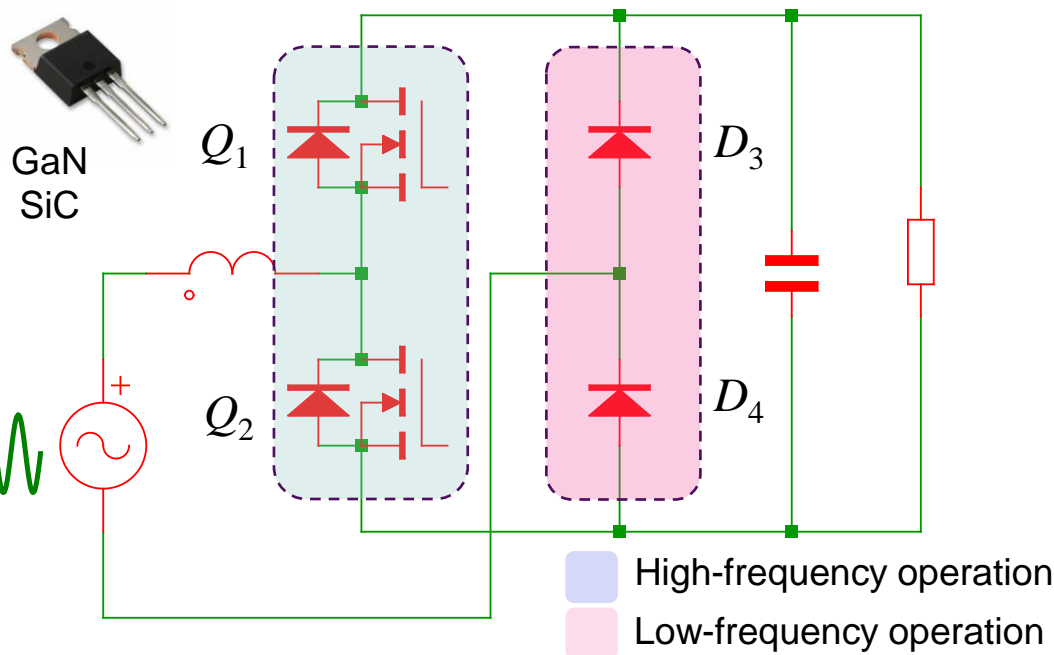 GaN
SiC
Q1
D3
+
Q2
D4
High-frequency operation
Low-frequency operation